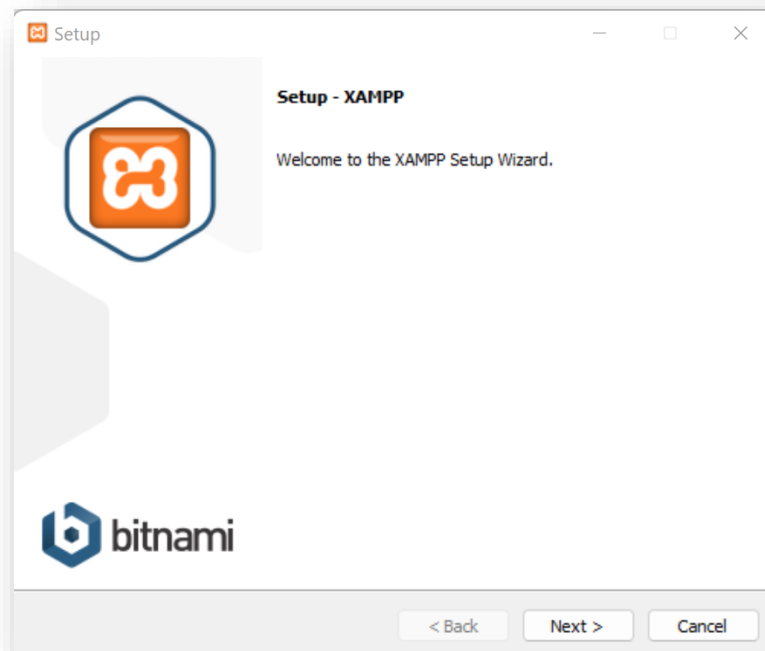 Setup
Setup - XAMPP
Welcome to the XAMPP Setup Wizard.
bitnami
< Back
Next >
Cancel